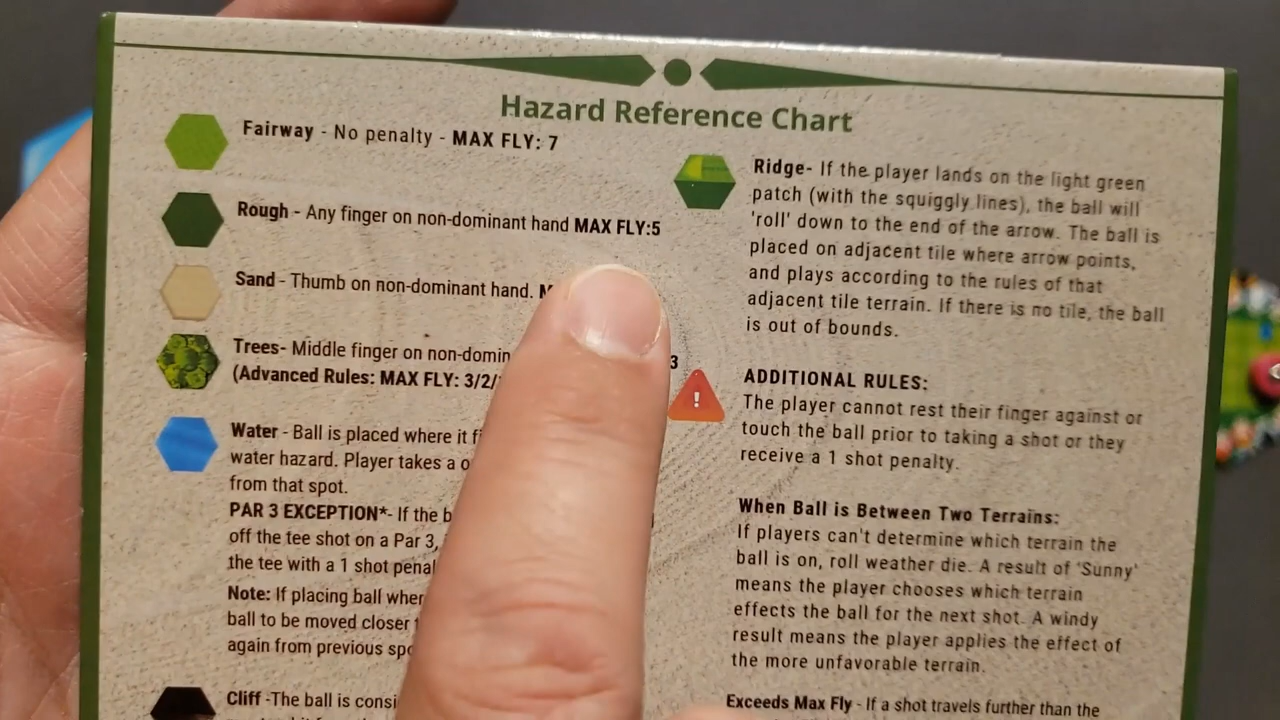 Hazard Reference Chart
Fairway - No penalty - MAX FLY: 7
Rough - Any finger on non-dominant hand MAX FLY:5
Sand - Thumb on non-dominant hand.
Trees- Middle finger on 3
(Advanced Rules: MAX FLY: 3/2/
Water - Ball is placed where it
water hazard. Player takes a
from that spot.
PAR 3 EXCEPTION*- If the
off the tee shot on a Par 3,
the tee with a 1 shot
Note: If placing ball
ball to be moved closer
again from previous
Cliff -The ball is
Ridge- If the player lands on the light green
patch (with the squiggly lines), the ball will
'roll' down to the end of the arrow. The ball is
placed on adjacent tile where arrow points,
and plays according to the rules of that
adjacent tile terrain. If there is no tile, the ball
is out of bounds.
!
ADDITIONAL RULES:
The player cannot rest their finger against or
touch the ball prior to taking a shot or they
receive a 1 shot penalty.
When Ball is Between Two Terrains:
If players can't determine which terrain the
ball is on, roll weather die. A result of 'Sunny'
means the player chooses which terrain
effects the ball for the next shot. A windy
result means the player applies the effect of
the more unfavorable terrain.
Exceeds Max Fly - If a shot travels further than the